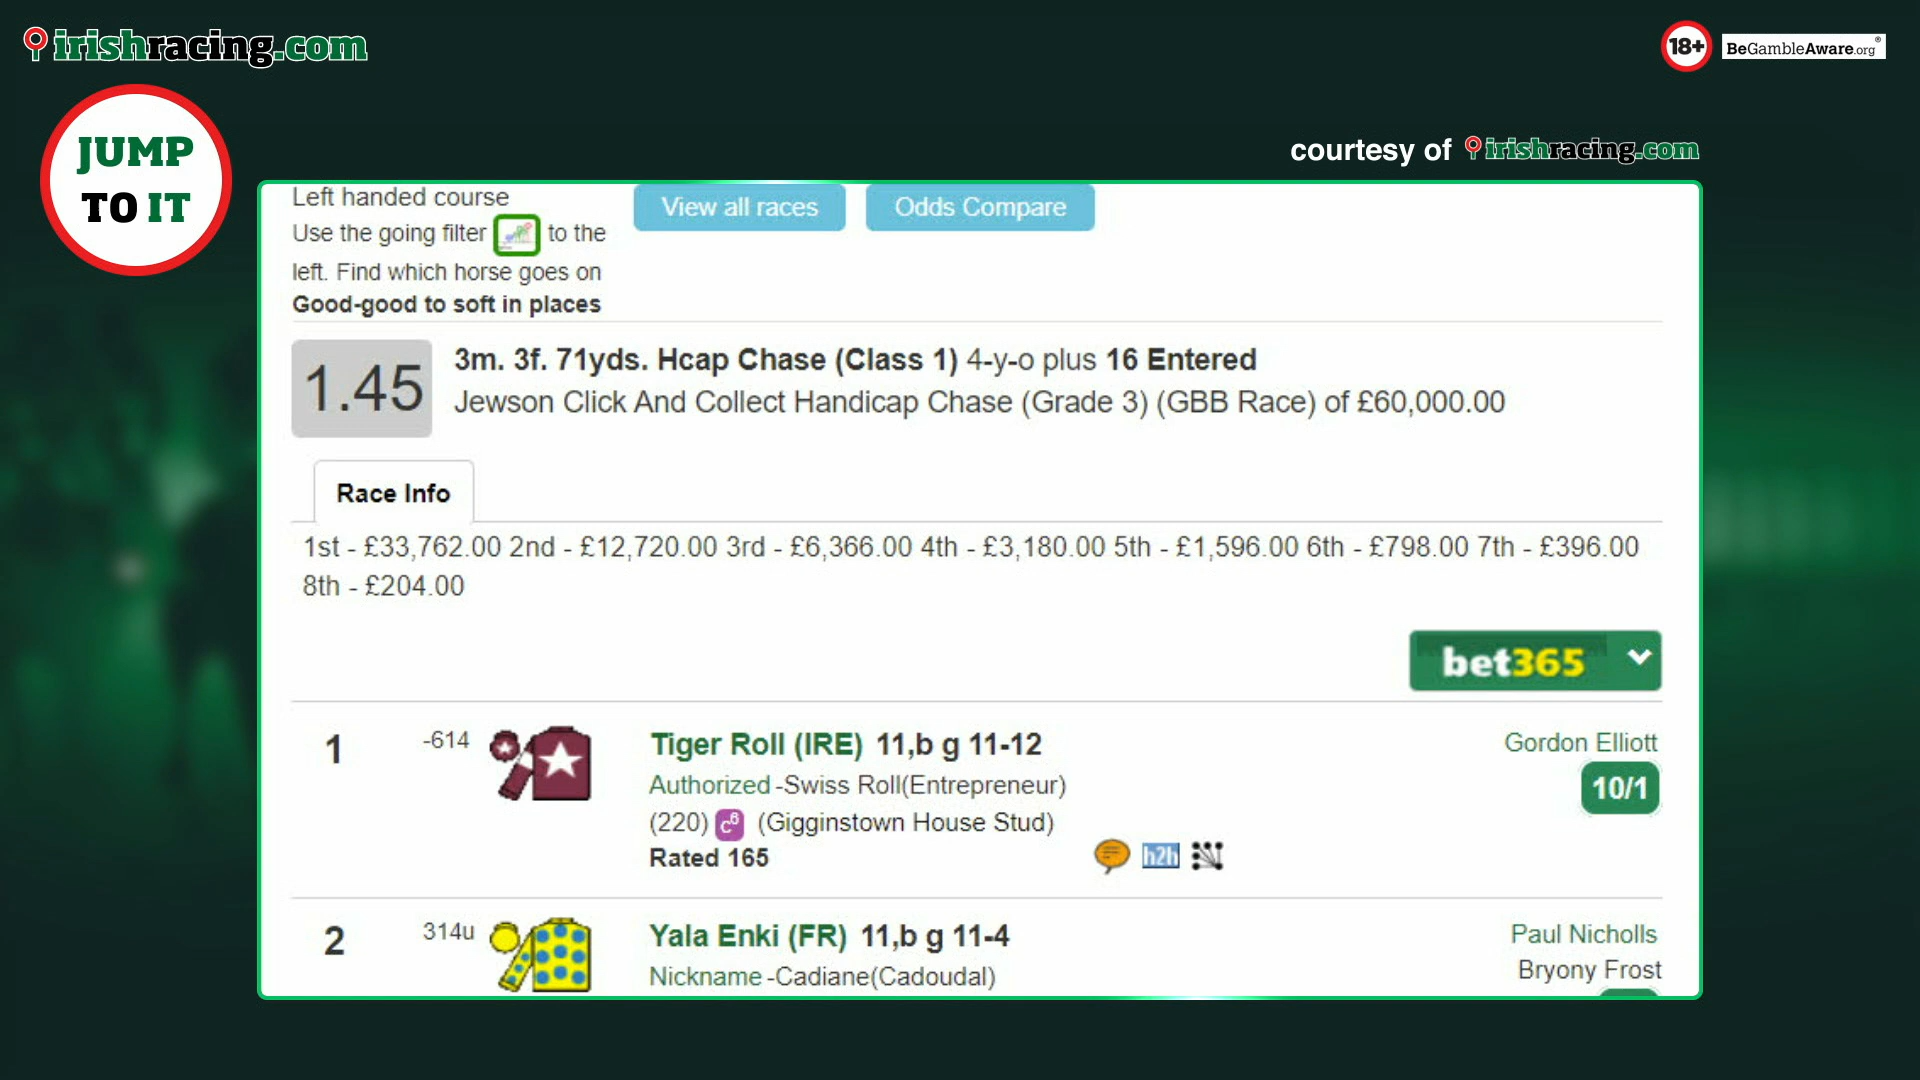 irishracing.com
18+
BeGambleAware.org®
JUMP
TO IT
courtesy of irishracing.com
Left handed course
Use the going filter to the
left. Find which horse goes on
Good-good to soft in places
View all races
Odds Compare
1.45
3m. 3f. 71yds. Hcap Chase (Class 1) 4-y-o plus 16 Entered
Jewson Click And Collect Handicap Chase (Grade 3) (GBB Race) of £60,000.00
Race Info
1st - £33,762.00 2nd - £12,720.00 3rd - £6,366.00 4th - £3,180.00 5th - £1,596.00 6th - £798.00 7th - £396.00
8th - £204.00
bet365
1
-614
Tiger Roll (IRE) 11,b g 11-12
Authorized -Swiss Roll(Entrepreneur)
(220) c6 (Gigginstown House Stud)
Rated 165
h2h
Gordon Elliott
10/1
2
314u
Yala Enki (FR) 11,b g 11-4
Nickname -Cadiane(Cadoudal)
Paul Nicholls
Bryony Frost